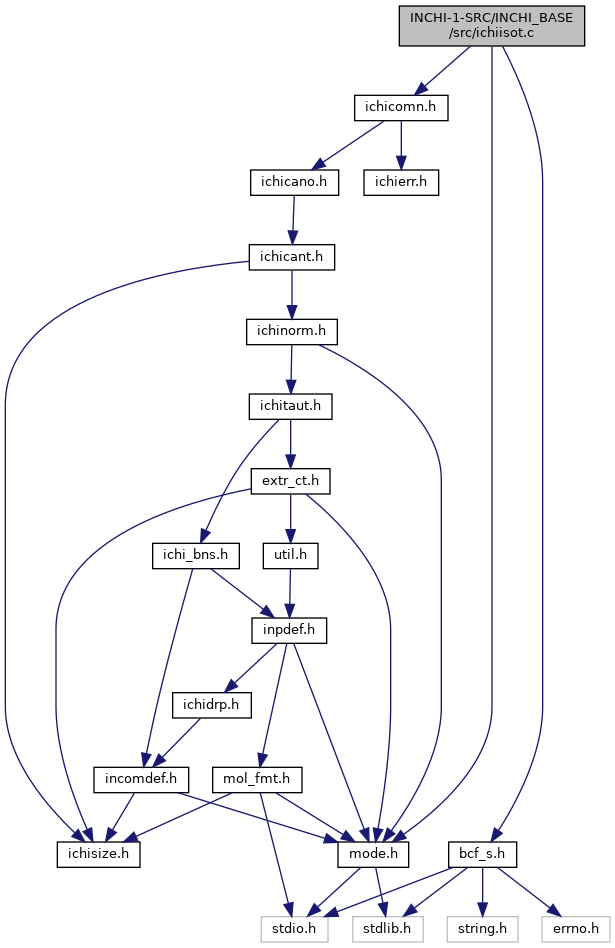 INCHI-1-SRC/INCHI_BASE
/src/ichiisot.c
ichicomn.h
ichicano.h
ichierr.h
ichicant.h
ichinorm.h
ichitaut.h
extr_ct.h
ichi_bns.h
util.h
inpdef.h
ichidrp.h
incomdef.h
mol_fmt.h
ichisize.h
mode.h
bcf_s.h
stdio.h
stdlib.h
string.h
errno.h